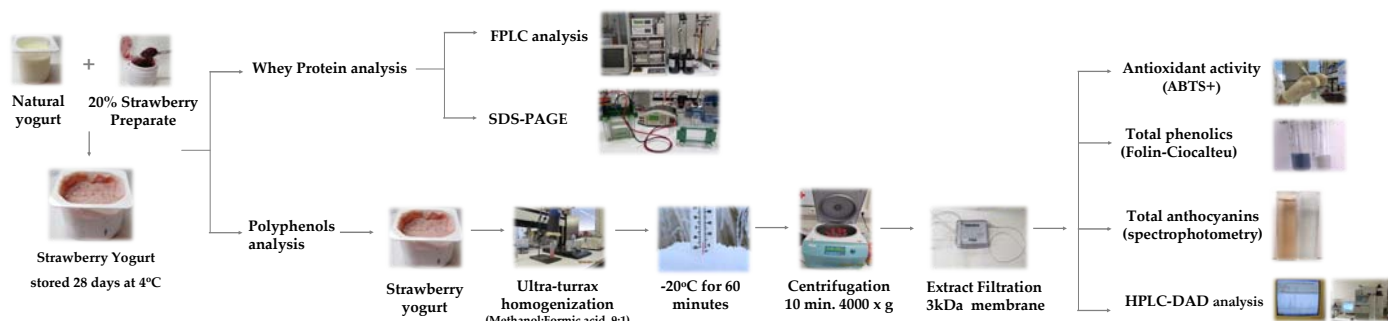 +
Natural
yogurt
20% Strawberry
Preparate
Strawberry Yogurt
stored 28 days at 4ºC
Whey Protein analysis
FPLC analysis
SDS-PAGE
Polyphenols
analysis
Strawberry
yogurt
Ultra-turrax
homogenization
(Methanol:Formic acid, 9:1)
-20ºC for 60
minutes
Centrifugation
10 min. 4000 x g
Extract Filtration
3kDa membrane
Antioxidant activity
(ABTS+)
Total phenolics
(Folin-Ciocalteu)
Total anthocyanins
(spectrophotometry)
HPLC-DAD analysis